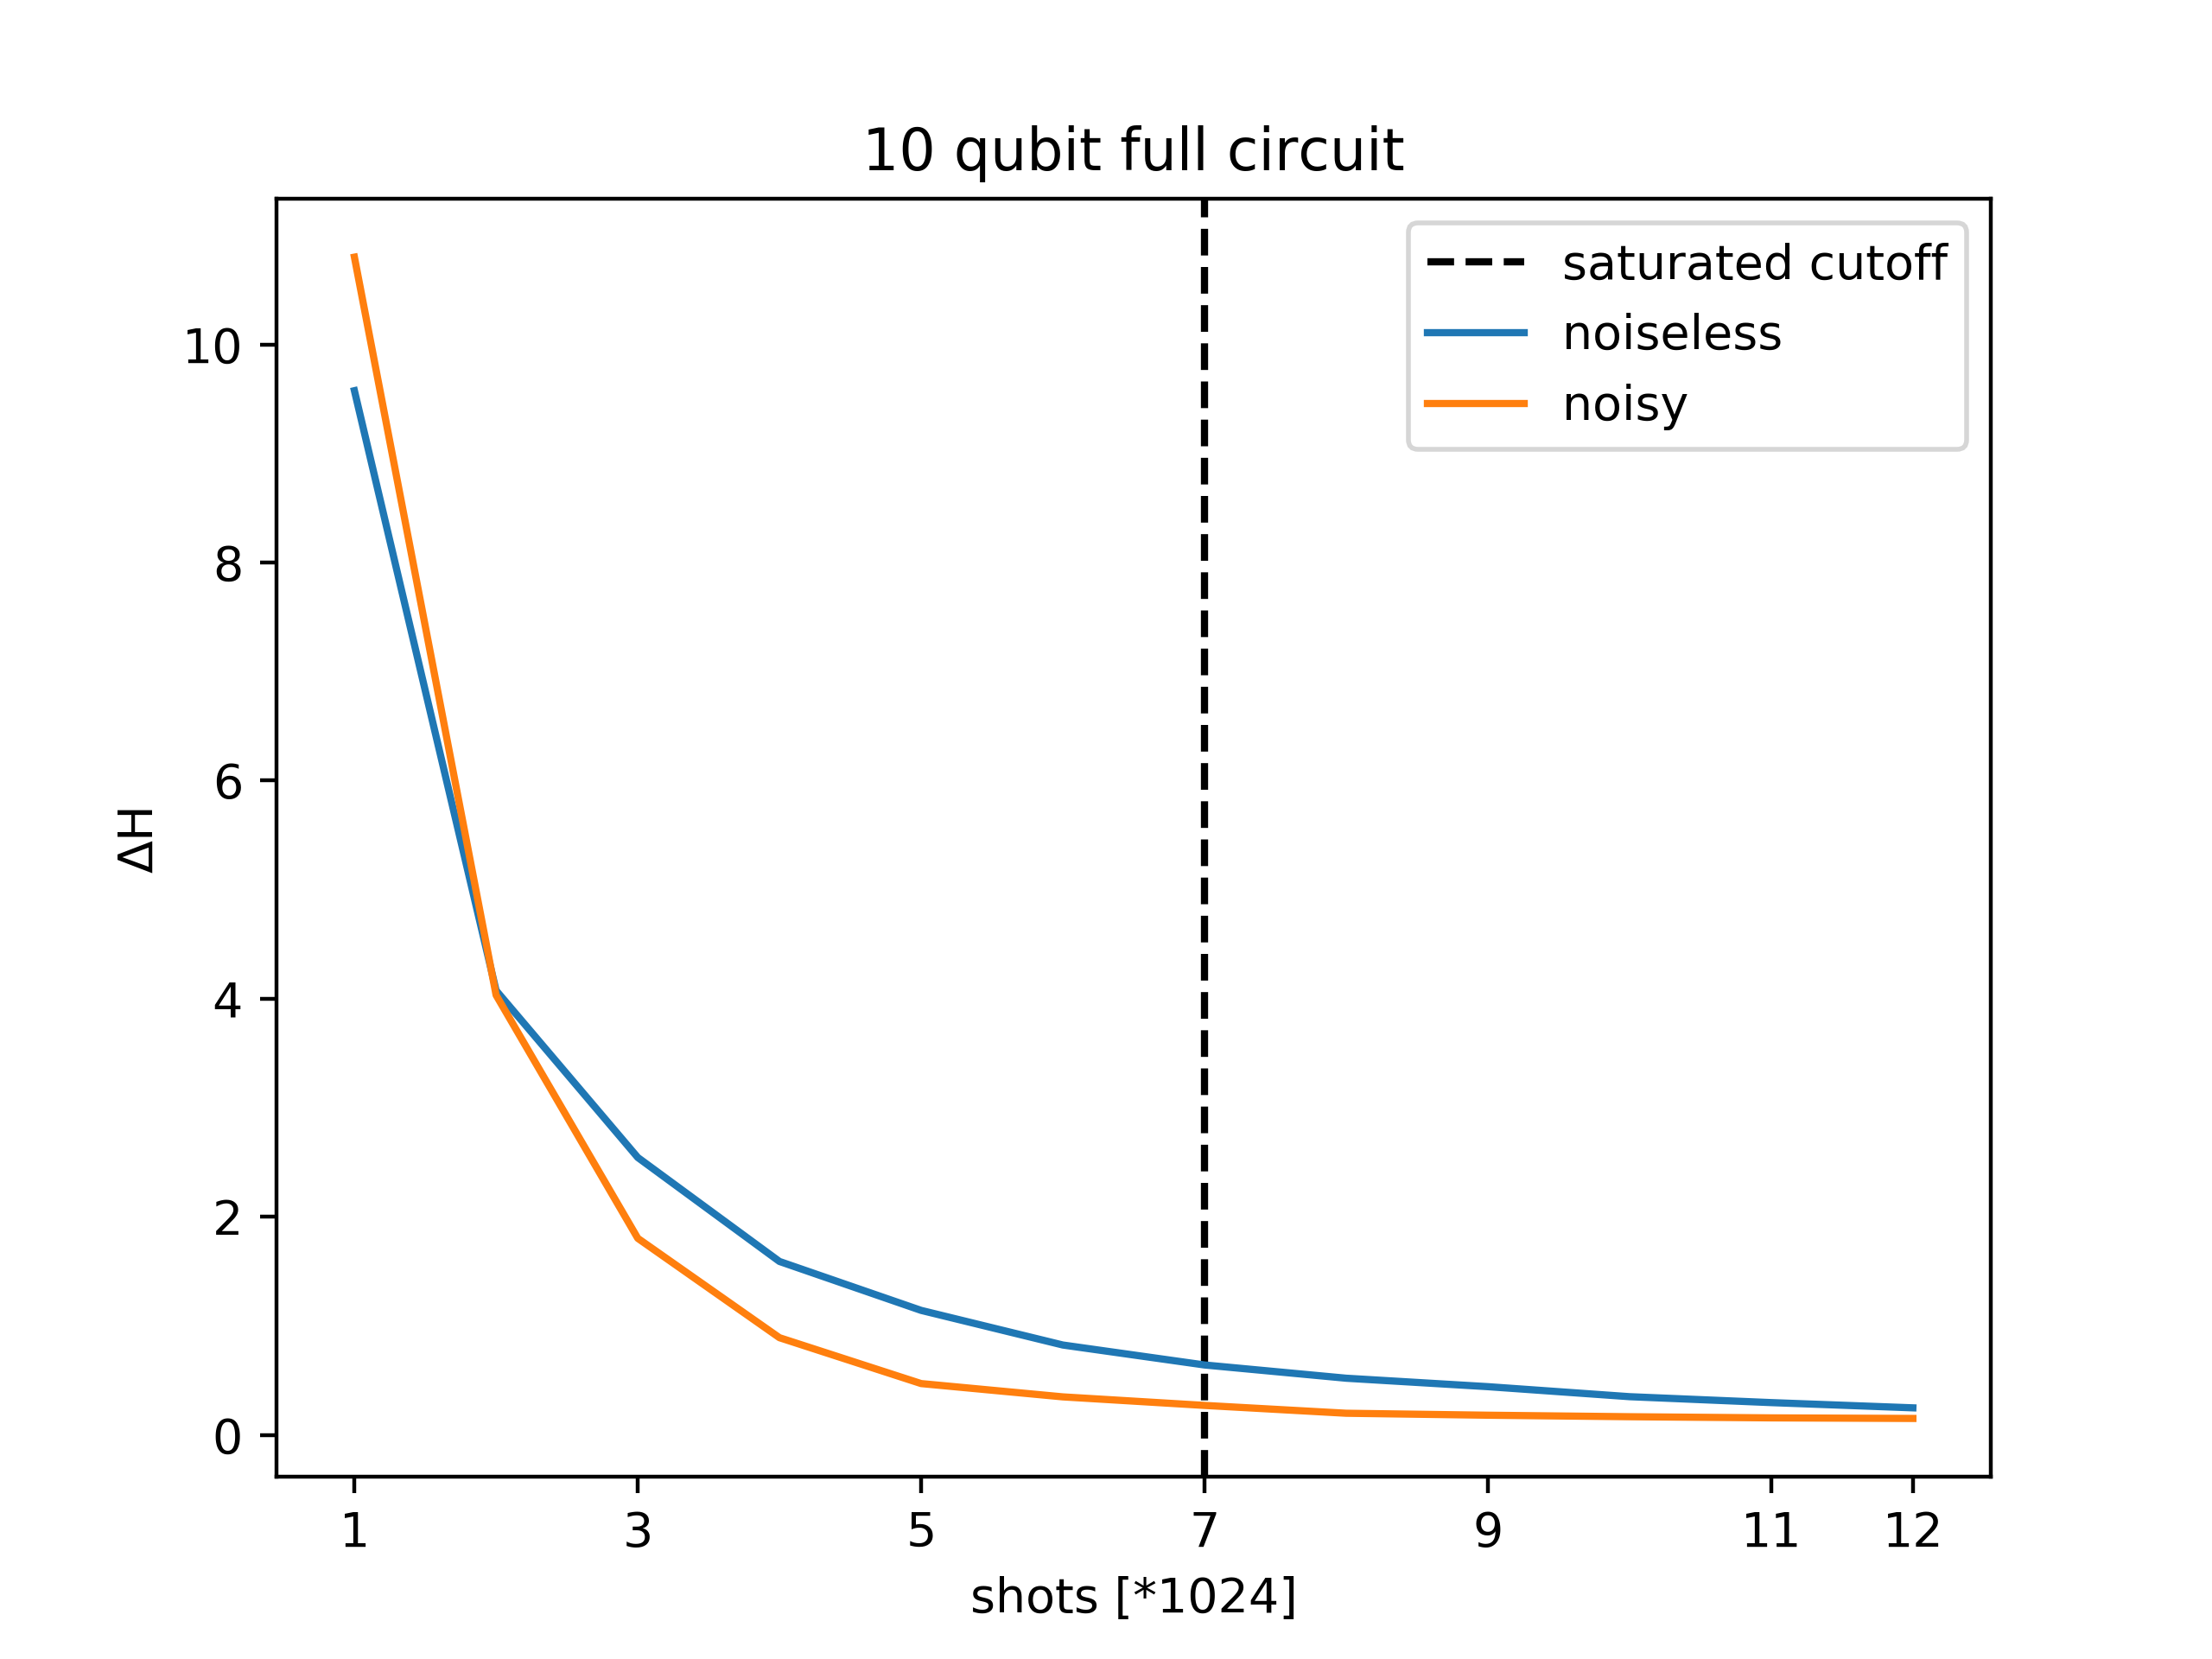 10 qubit full circuit
saturated cutoff
noiseless
noisy
10
8
6
4
2
0
ΔH
1 3 5 7 9 11 12
shots [*1024]